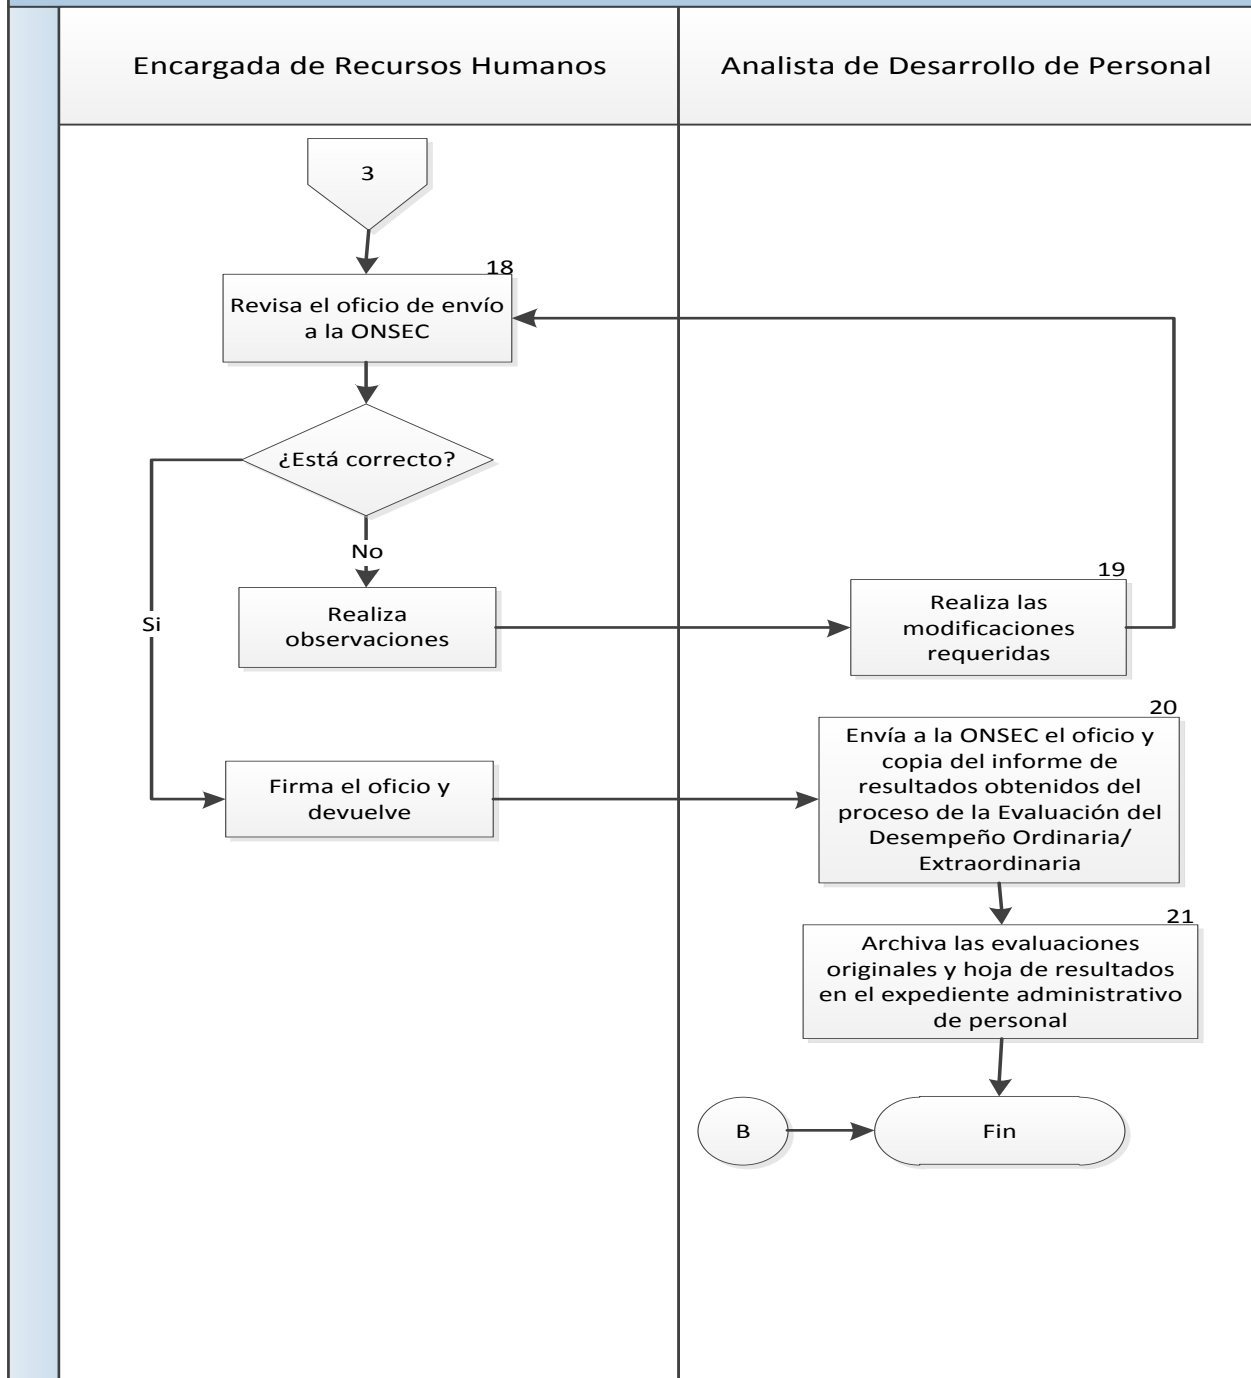 Encargada de Recursos Humanos
Analista de Desarrollo de Personal
3
18
Revisa el oficio de envío
a la ONSEC
¿Está correcto?
No
Si
Realiza
observaciones
19
Realiza las
modificaciones
requeridas
Firma el oficio y
devuelve
20
Envía a la ONSEC el oficio y
copia del informe de
resultados obtenidos del
proceso de la Evaluación del
Desempeño Ordinaria/
Extraordinaria
21
Archiva las evaluaciones
originales y hoja de resultados
en el expediente administrativo
de personal
B
Fin